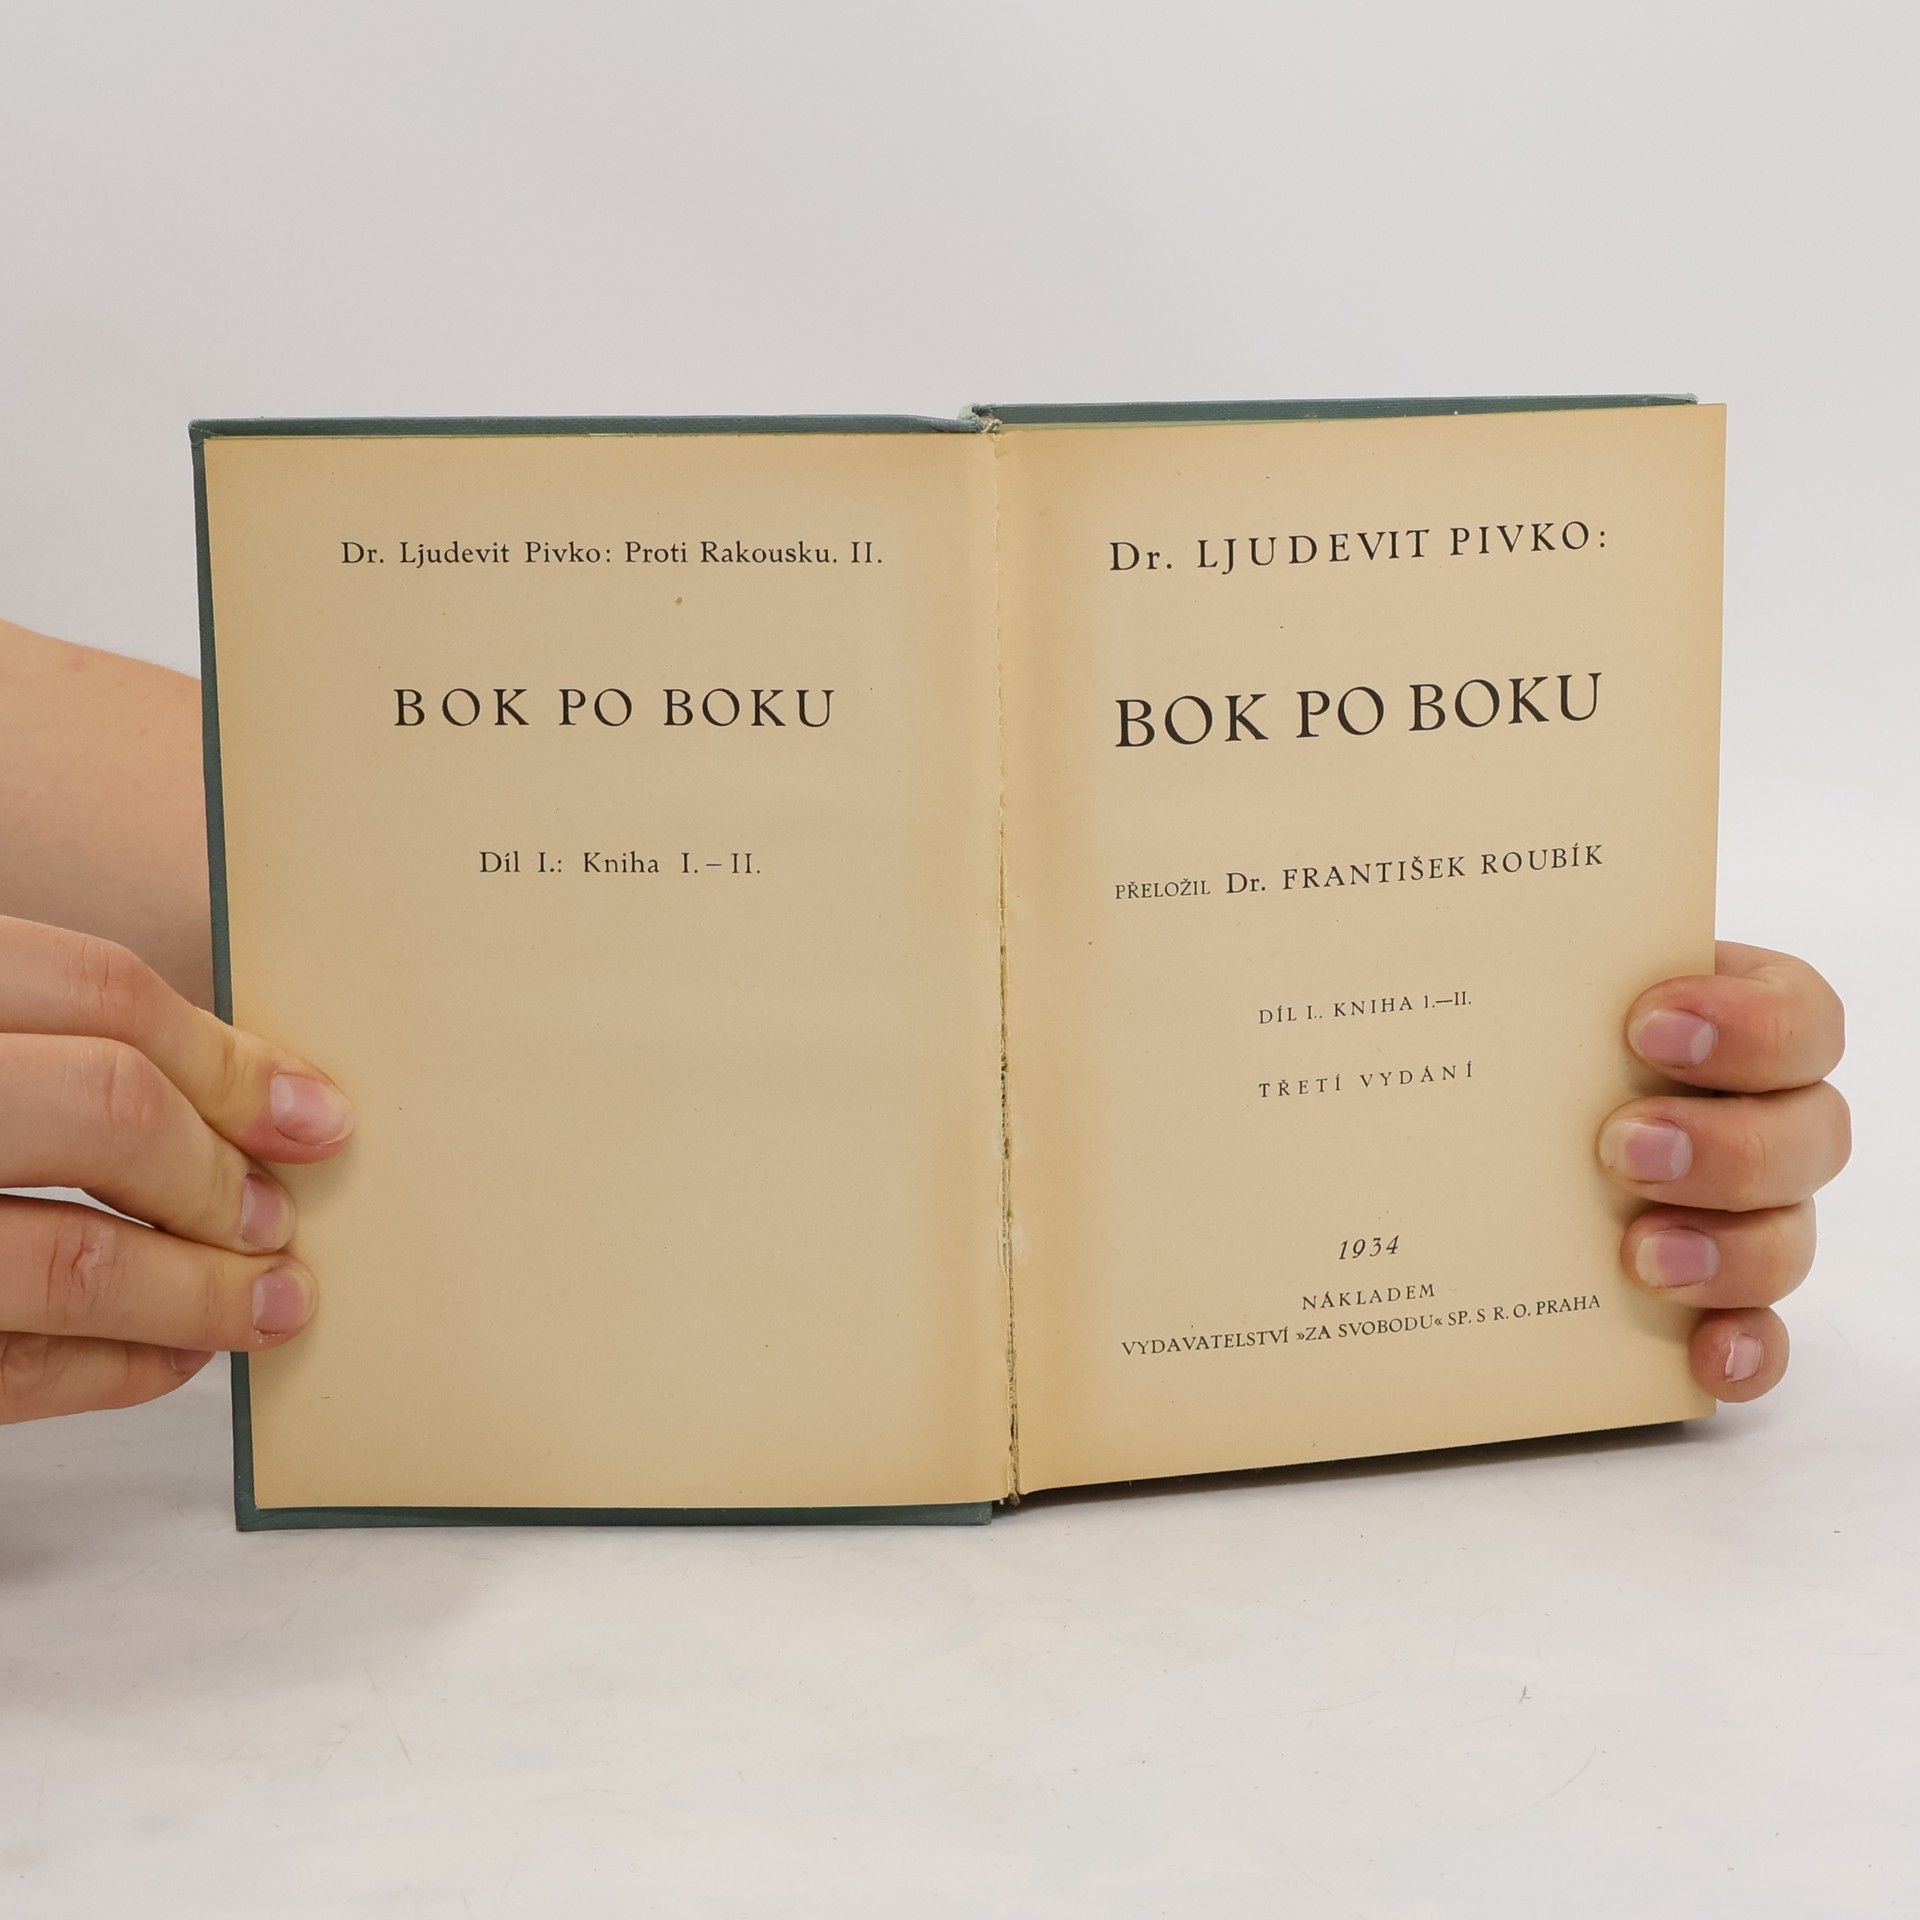 Dr. Ljudevit Pivko: Proti Rakousku. II.
BOK PO BOKU
Díl I.: Kniha I. – II.
Dr. LJUDEVIT PIVKO:
BOK PO BOKU
PŘELOŽIL Dr. FRANTIŠEK ROUBÍK
DÍL I.. KNIHA I.—II.
TŘETÍ VYDÁNÍ
1934
NÁKLADEM
VYDAVATELSTVÍ »ZA SVOBODU« SP. S R. O. PRAHA